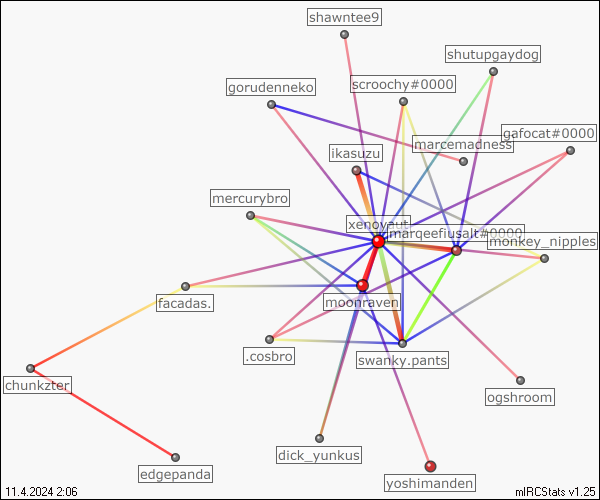 shawntee9
shutupgaydog
scroochy#0000
gorudenneko
gafocat#0000
marcemadness
ikasuzu
mercurybro
xenoyaut
marqeefiusalt#0000
monkey_nipples
moonraven
facadas.
.cosbro
swanky.pants
chunkzter
ogshroom
dick_yunkus
edgepanda
yoshimanden
11.4.2024 2:06
mIRCStats v1.25